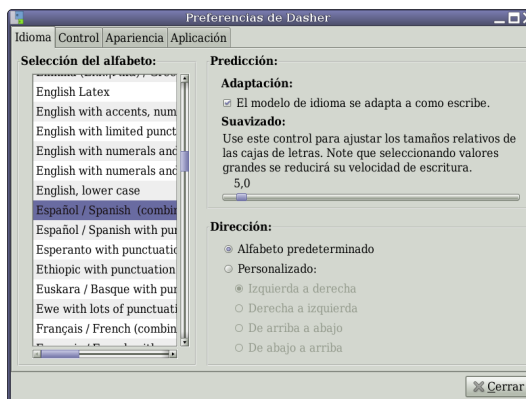 Preferencias de Dasher
Idioma Control Apariencia Aplicación
Selección del alfabeto:
English Latex
English with accents, num
English with limited punct
English with numerals and
English with numerals and
English, lower case
Español / Spanish (combin
Español / Spanish with pun
Esperanto with punctuatio
Ethiopic with punctuation
Euskara / Basque with pun
Ewe with lots of punctuati
Français / French (combin
Predicción:
Adaptación:
El modelo de idioma se adapta a como escribe.
Suavizado:
Use este control para ajustar los tamaños relativos de
las cajas de letras. Note que seleccionando valores
grandes se reducirá su velocidad de escritura.
5,0
Dirección:
Alfabeto predeterminado
Personalizado:
Izquierda a derecha
Derecha a izquierda
De arriba a abajo
De abajo a arriba
Cerrar